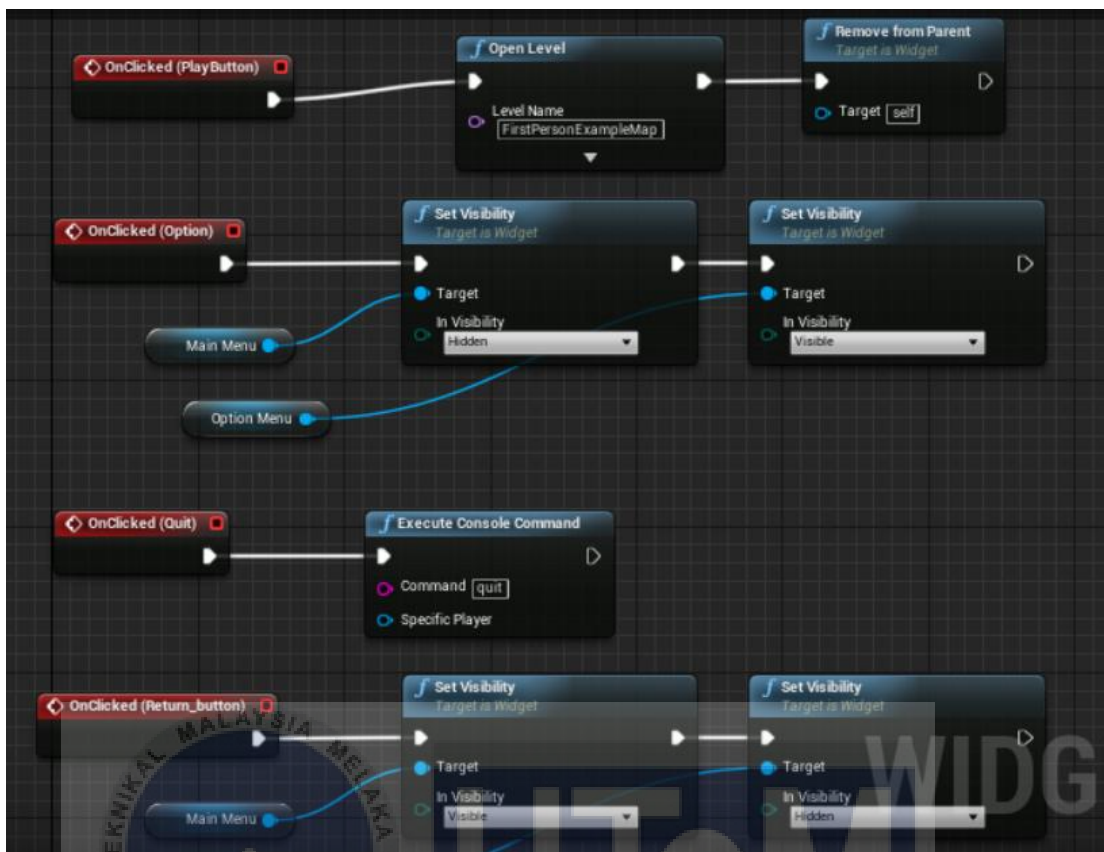 OnClicked (PlayButton)
f Open Level
Level Name
FirstPersonExampleMap
f Remove from Parent
Target is Widget
Target self
OnClicked (Option)
f Set Visibility
Target is Widget
Target
In Visibility
Hidden
f Set Visibility
Target is Widget
Target
In Visibility
Visible
Main Menu
Option Menu
OnClicked (Quit)
f Execute Console Command
Command quit
Specific Player
OnClicked (Return_button)
f Set Visibility
Target is Widget
Target
In Visibility
Visible
f Set Visibility
Target is Widget
Target
In Visibility
Hidden
Main Menu
WIDG
EKNIKAL MALAYSIA MELAKA
UTeM